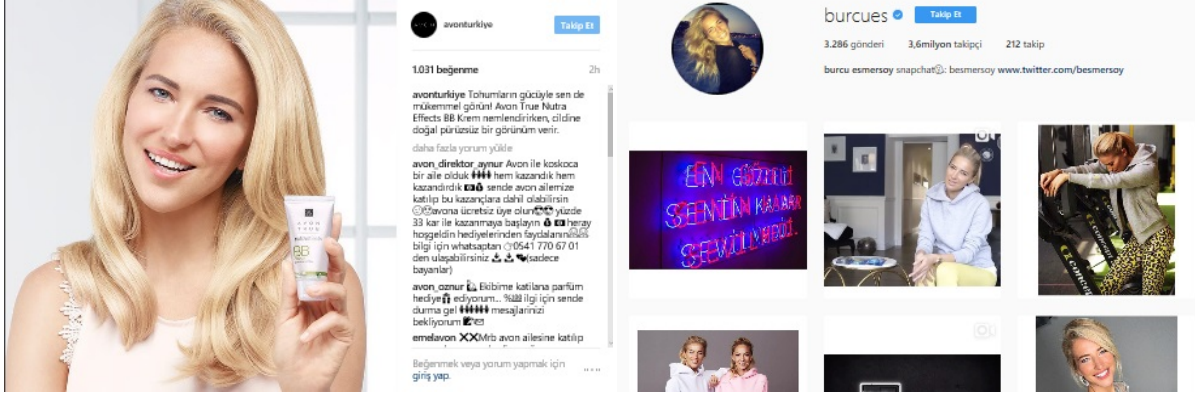 avonturkiye
Takip Et
1.031 beğenme
2h
avonturkiye Tohumların gücüyle sen de
mükemmel görün! Avon True Nutra
Effects BB Krem nemlendirirken, cildine
doğal pürüzsüz bir görünüm verir.
daha fazla yorum yükle
avon_direktor_aynur Avon ile koskoca
bir aile olduk hem kazandık hem
kazandırdık sende avon ailemize
katılıp bu kazançlara dahil olabilirsin
avona ücretsiz üye olun yüzde
33 kar ile kazanmaya başlayın heray
hoşgeldin hediyelerinden faydalanın
bilgi için whatsaptan 0541 770 67 01
den ulaşabilirsiniz (sadece
bayanlar)
avon_oznur Ekibime katilana parfüm
hediye ediyorum.. ilgi için sende
durma gel mesajlarinizi
bekliyorum
emelavon XXMrb avon ailesine katılıp
Beğenmek veya yorum yapmak için
giriş yap.
AVON
BB
burcues
Takip Et
3.286 gönderi 3,6milyon takipçi 212 takip
burcu esmersoy snapchat: besmersoy www.twitter.com/besmersoy
EN GÜZELİ
SENİN KADAR
SEVİLMEDİ.
concept